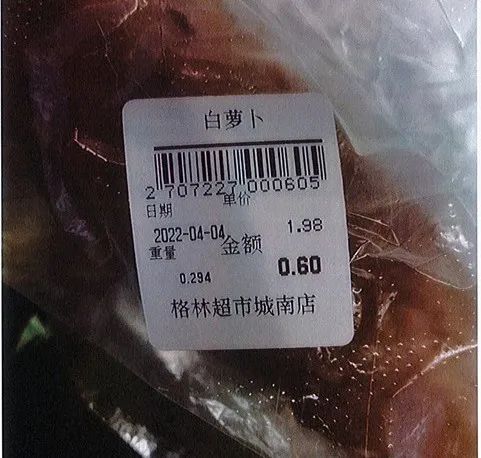 白萝卜
2 707227 000605
日期 单价
2022-04-04 1.98
重量 金额
0.294 0.60
格林超市城南店